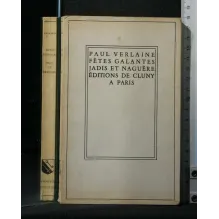 PAUL VERLAINE
FÊTES GALANTES
JADIS ET NAGUÈRE
ÉDITIONS DE CLUNY
A PARIS